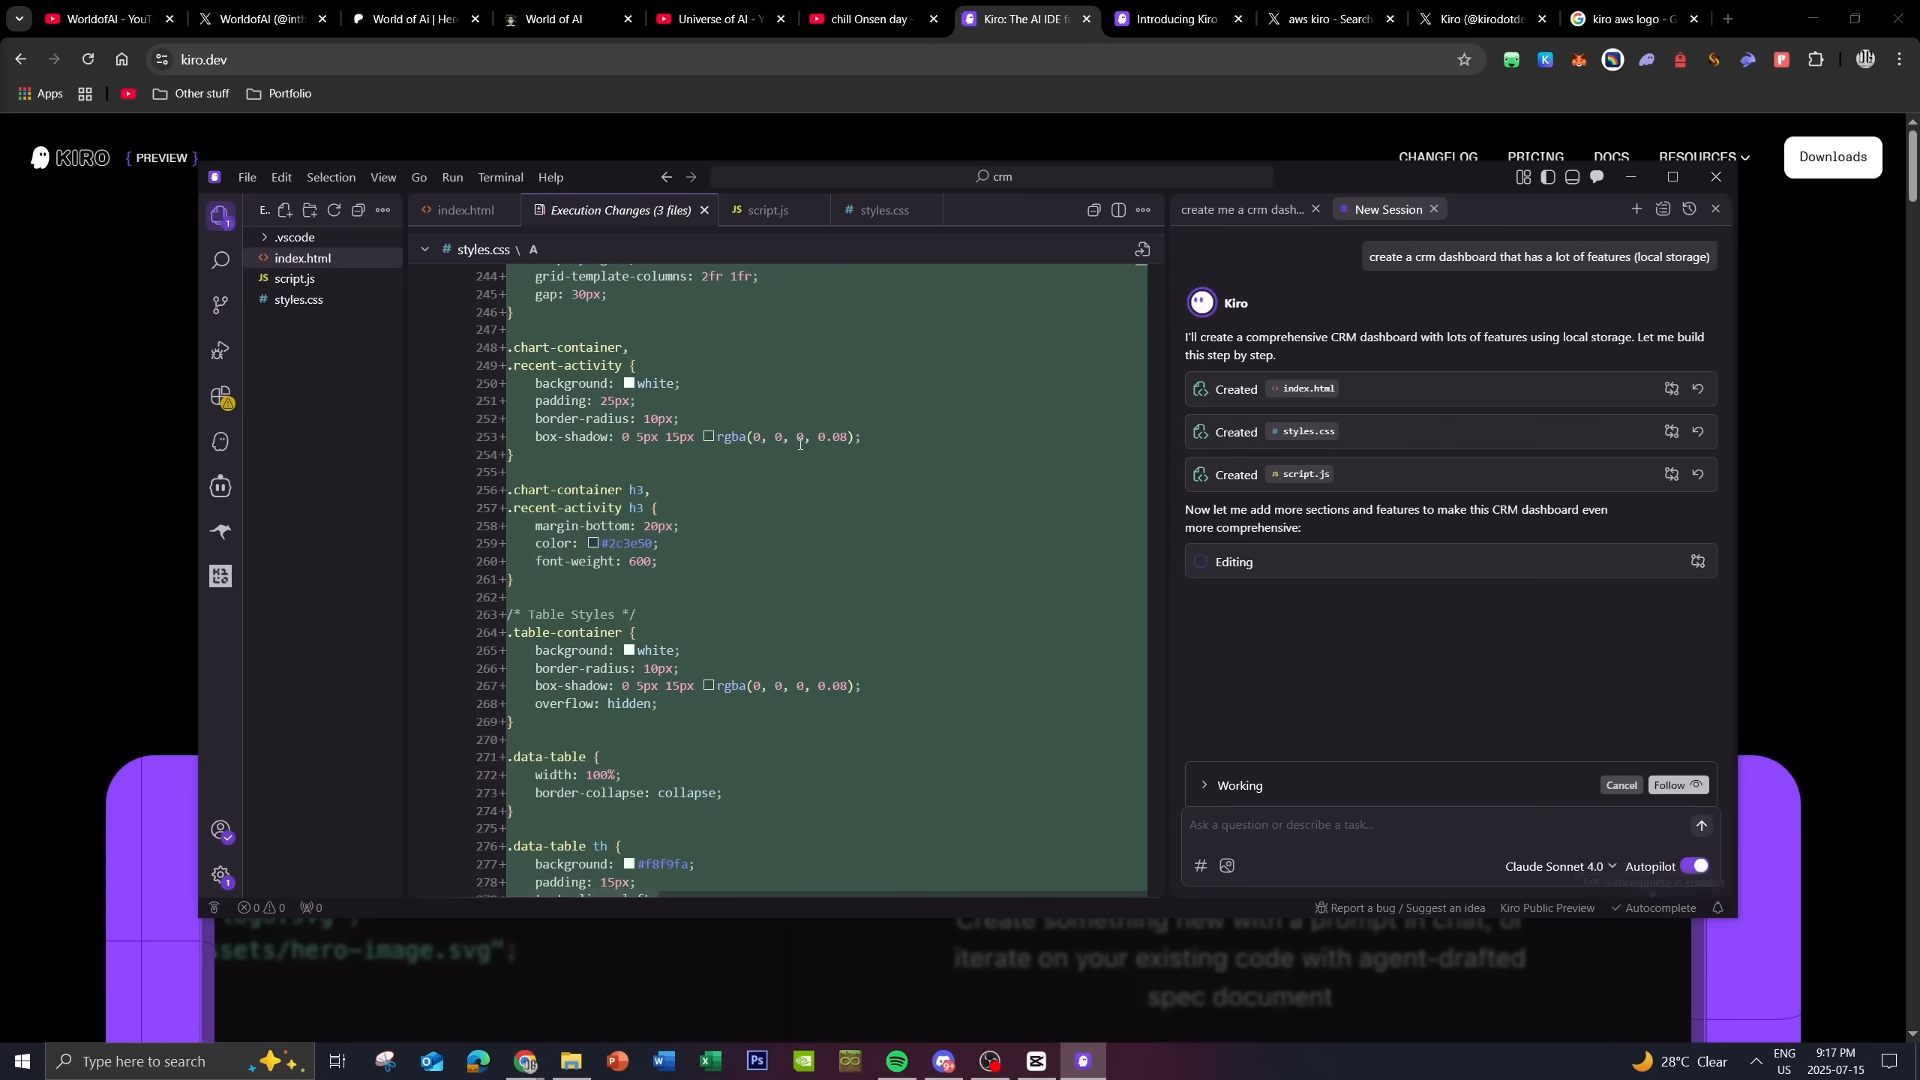 WorldofAI - YouT
WorldofAI (@inth
World of Ai | Her
World of AI
Universe of AI - Y
chill Onsen day -
Kiro: The AI IDE f
Introducing Kiro
aws kiro - Search
Kiro (@kirodotde
kiro aws logo - G
kiro.dev
Apps
Other stuff
Portfolio
KIRO { PREVIEW }
CHANGELOG PRICING DOCS RESOURCES
Downloads
File Edit Selection View Go Run Terminal Help
crm
E..
index.html
Execution Changes (3 files)
script.js
styles.css
create me a crm dash...
New Session
.vscode
index.html
script.js
styles.css
styles.css \ A
244+ grid-template-columns: 2fr 1fr;
245+ gap: 30px;
246+}
247+
248+.chart-container,
249+.recent-activity {
250+ background: white;
251+ padding: 25px;
252+ border-radius: 10px;
253+ box-shadow: 0 5px 15px rgba(0, 0, 0, 0.08);
254+}
255+
256+.chart-container h3,
257+.recent-activity h3 {
258+ margin-bottom: 20px;
259+ color: #2c3e50;
260+ font-weight: 600;
261+}
262+
263+/* Table Styles */
264+.table-container {
265+ background: white;
266+ border-radius: 10px;
267+ box-shadow: 0 5px 15px rgba(0, 0, 0, 0.08);
268+ overflow: hidden;
269+}
270+
271+.data-table {
272+ width: 100%;
273+ border-collapse: collapse;
274+}
275+
276+.data-table th {
277+ background: #f8f9fa;
278+ padding: 15px;
create a crm dashboard that has a lot of features (local storage)
Kiro
I'll create a comprehensive CRM dashboard with lots of features using local storage. Let me build
this step by step.
Created index.html
Created styles.css
Created script.js
Now let me add more sections and features to make this CRM dashboard even
more comprehensive:
Editing
Working
Cancel
Follow
Ask a question or describe a task...
Claude Sonnet 4.0
Autopilot
0 0 0
Report a bug / Suggest an idea
Kiro Public Preview
Autocomplete
ssets/hero-image.svg";
Create something new with a prompt in chat, or
iterate on your existing code with agent-drafted
spec document
Type here to search
28°C Clear
ENG
US
9:17 PM
2025-07-15